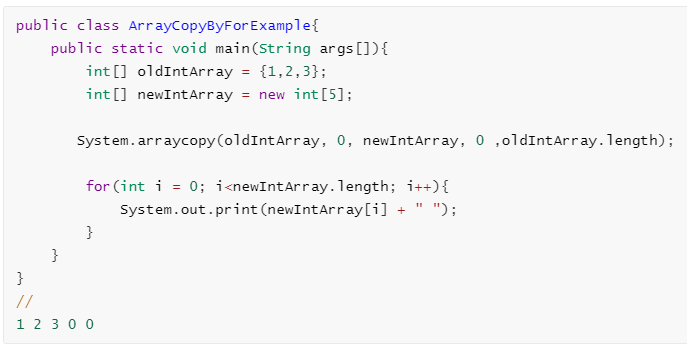 public class ArrayCopyByForExample{
    public static void main(String args[]){
        int[] oldIntArray = {1,2,3};
        int[] newIntArray = new int[5];

       System.arraycopy(oldIntArray, 0, newIntArray, 0 ,oldIntArray.length);

        for(int i = 0; i<newIntArray.length; i++){
            System.out.print(newIntArray[i] + " ");
        }
    }
}
//
1 2 3 0 0